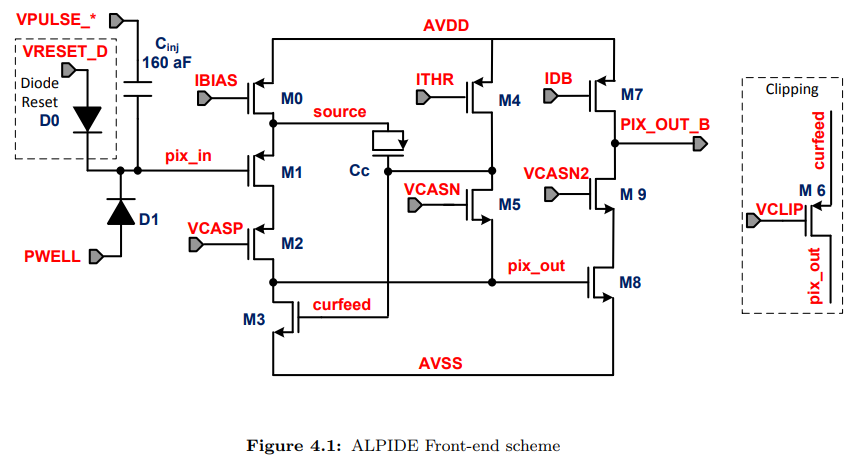 VPULSE_*
AVDD
Cinj
VRESET_D
160 aF
Diode
Reset
D0
IBIAS
M0
ITHR
M4
IDB
M7
Clipping
source
PIX_OUT_B
curfeed
pix_in
M1
Cc
VCASN
M5
VCASN2
M 9
M 6
VCLIP
D1
VCASP
M2
PWELL
pix_out
M8
pix_out
M3
curfeed
AVSS
Figure 4.1: ALPIDE Front-end scheme